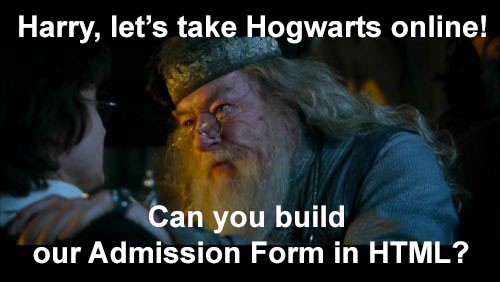 Harry, let’s take Hogwarts online!
Can you build
our Admission Form in HTML?